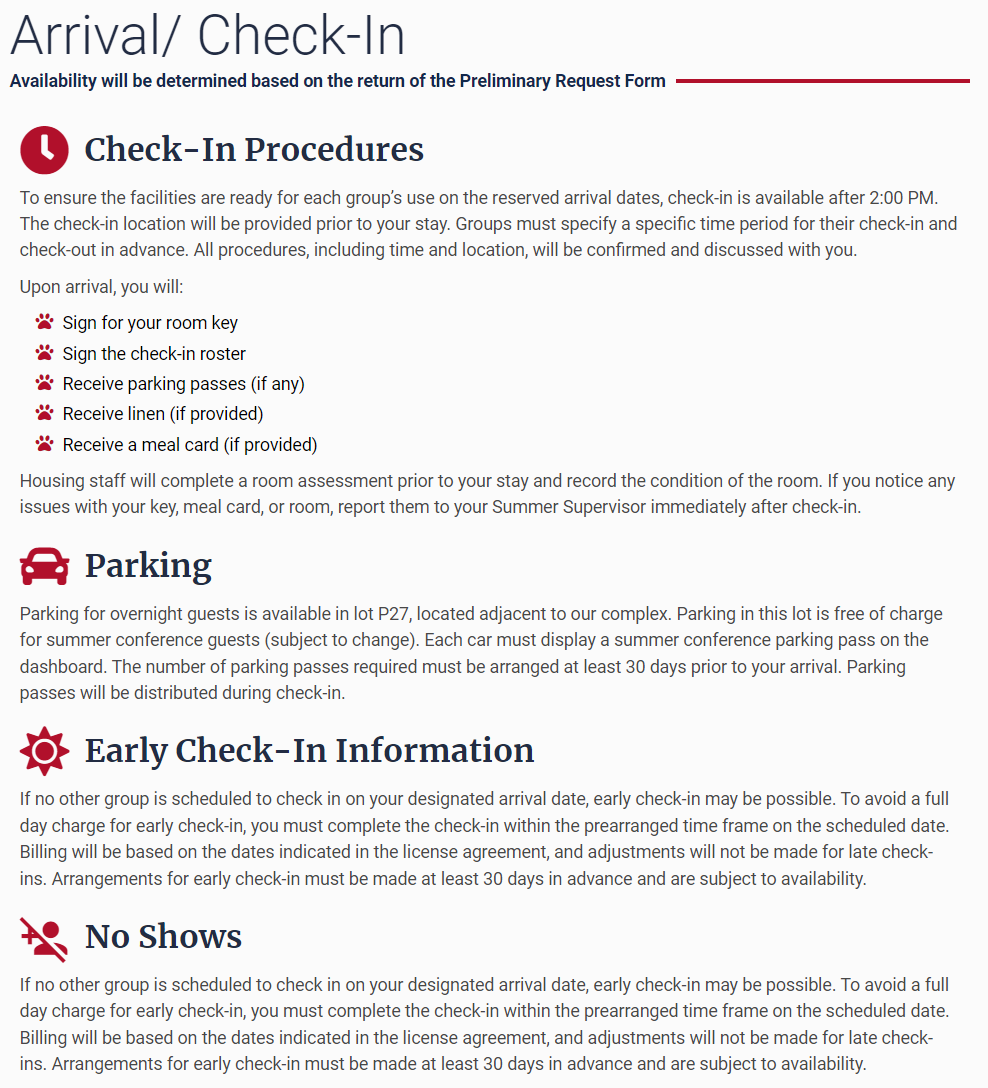 Arrival/ Check-In
Availability will be determined based on the return of the Preliminary Request Form
Check-In Procedures
To ensure the facilities are ready for each group’s use on the reserved arrival dates, check-in is available after 2:00 PM.
The check-in location will be provided prior to your stay. Groups must specify a specific time period for their check-in and
check-out in advance. All procedures, including time and location, will be confirmed and discussed with you.
Upon arrival, you will:
Sign for your room key
Sign the check-in roster
Receive parking passes (if any)
Receive linen (if provided)
Receive a meal card (if provided)
Housing staff will complete a room assessment prior to your stay and record the condition of the room. If you notice any
issues with your key, meal card, or room, report them to your Summer Supervisor immediately after check-in.
Parking
Parking for overnight guests is available in lot P27, located adjacent to our complex. Parking in this lot is free of charge
for summer conference guests (subject to change). Each car must display a summer conference parking pass on the
dashboard. The number of parking passes required must be arranged at least 30 days prior to your arrival. Parking
passes will be distributed during check-in.
Early Check-In Information
If no other group is scheduled to check in on your designated arrival date, early check-in may be possible. To avoid a full
day charge for early check-in, you must complete the check-in within the prearranged time frame on the scheduled date.
Billing will be based on the dates indicated in the license agreement, and adjustments will not be made for late check-
ins. Arrangements for early check-in must be made at least 30 days in advance and are subject to availability.
No Shows
If no other group is scheduled to check in on your designated arrival date, early check-in may be possible. To avoid a full
day charge for early check-in, you must complete the check-in within the prearranged time frame on the scheduled date.
Billing will be based on the dates indicated in the license agreement, and adjustments will not be made for late check-
ins. Arrangements for early check-in must be made at least 30 days in advance and are subject to availability.